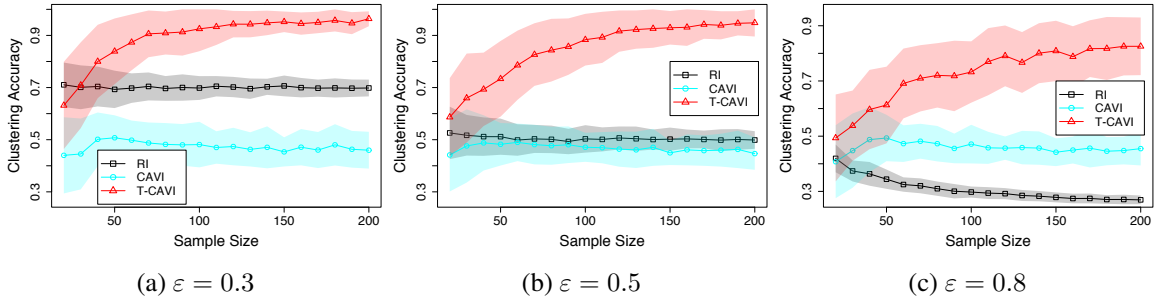 Clustering Accuracy
0.9
0.7
0.5
0.3
RI
CAVI
T-CAVI
50 100 150 200
Sample Size
(a) ε = 0.3
Clustering Accuracy
0.9
0.7
0.5
0.3
RI
CAVI
T-CAVI
50 100 150 200
Sample Size
(b) ε = 0.5
Clustering Accuracy
0.9
0.7
0.5
0.3
RI
CAVI
T-CAVI
50 100 150 200
Sample Size
(c) ε = 0.8